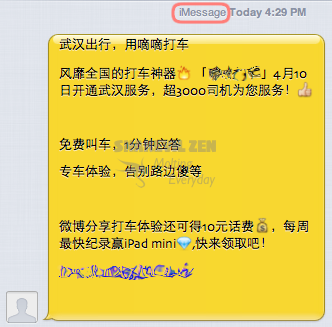 iMessage Today 4:29 PM
武汉出行，用嘀嘀打车
风靡全国的打车神器🔥「」4月10
日开通武汉服务，超3000司机为您服务！👍
免费叫车，1分钟应答
专车体验，告别路边傻等
SIMPLE ZEN
Melting
Everyday
微博分享打车体验还可得10元话费💰，每周
最快纪录赢iPad mini💎,快来领取吧！